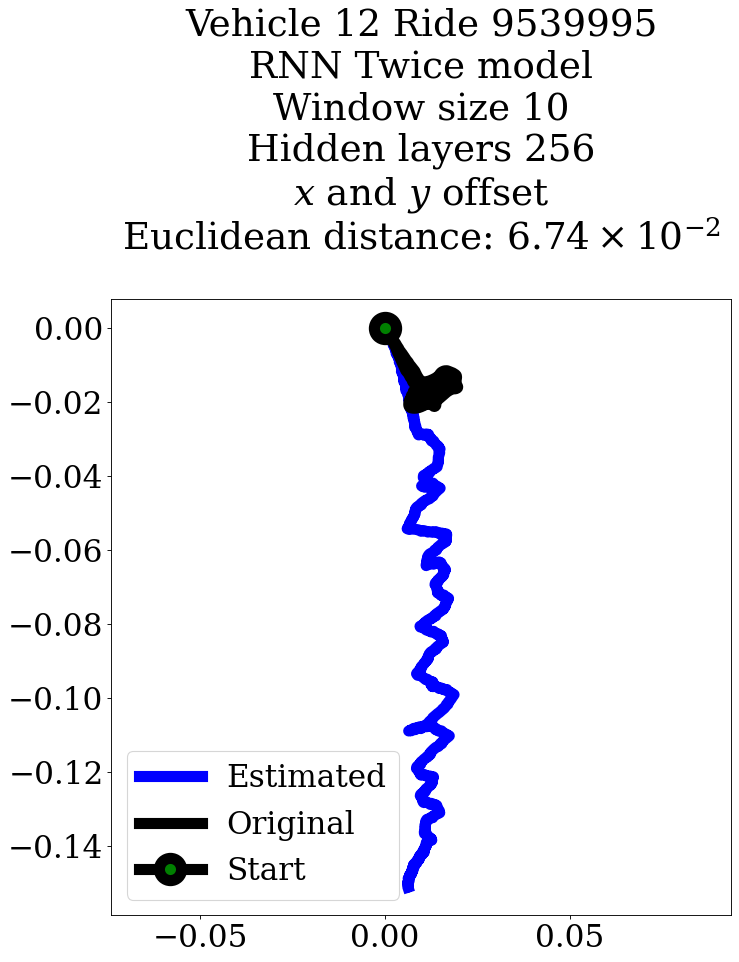 Vehicle 12 Ride 9539995
RNN Twice model
Window size 10
Hidden layers 256
x and y offset
Euclidean distance: 6.74 × 10⁻²
0.00
−0.02
−0.04
−0.06
−0.08
−0.10
−0.12
−0.14
Estimated
Original
Start
−0.05
0.00
0.05